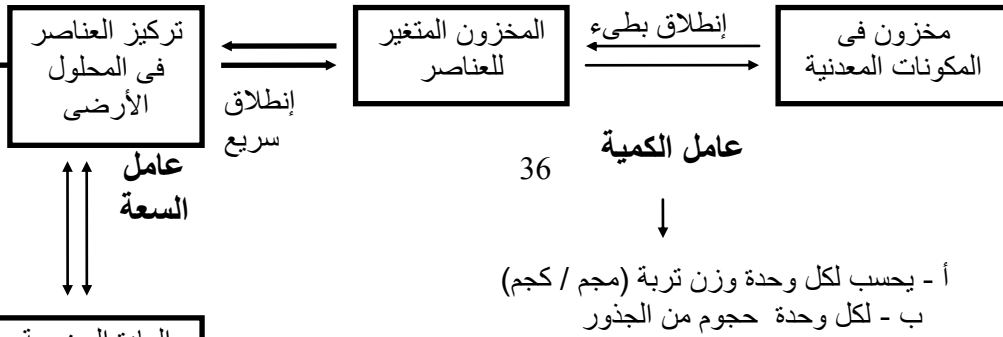 مخزون فى
المكونات المعدنية
إنطلاق بطىء
المخزون المتغير
للعناصر
إنطلاق
سريع
تركيز العناصر
فى المحلول
الأرضى
عامل الكمية
36
عامل
السعة
أ - يحسب لكل وحدة وزن تربة (مجم / كجم)
ب - لكل وحدة حجوم من الجذور